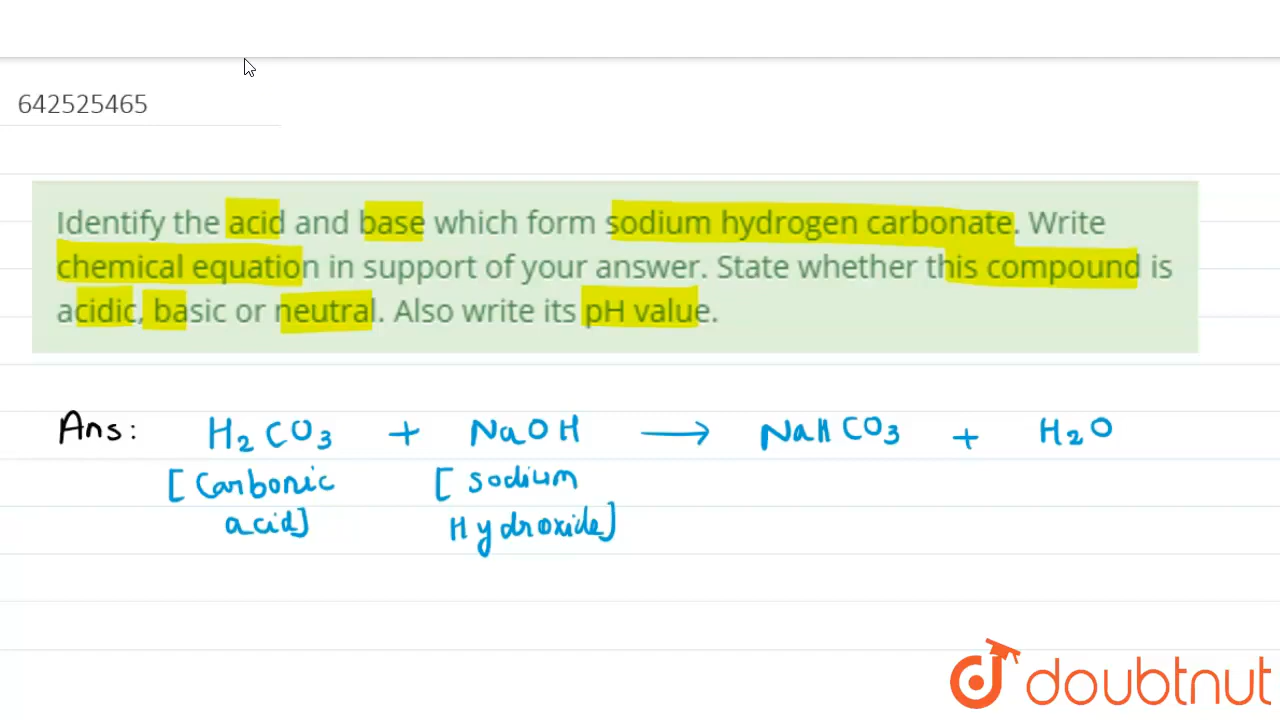 642525465
Identify the acid and base which form sodium hydrogen carbonate. Write
chemical equation in support of your answer. State whether this compound is
acidic, basic or neutral. Also write its pH value.
Ans: H2CO3 + NaOH → NaHCO3 + H2O
[Carbonic [Sodium
acid] Hydroxide]
doubtnut